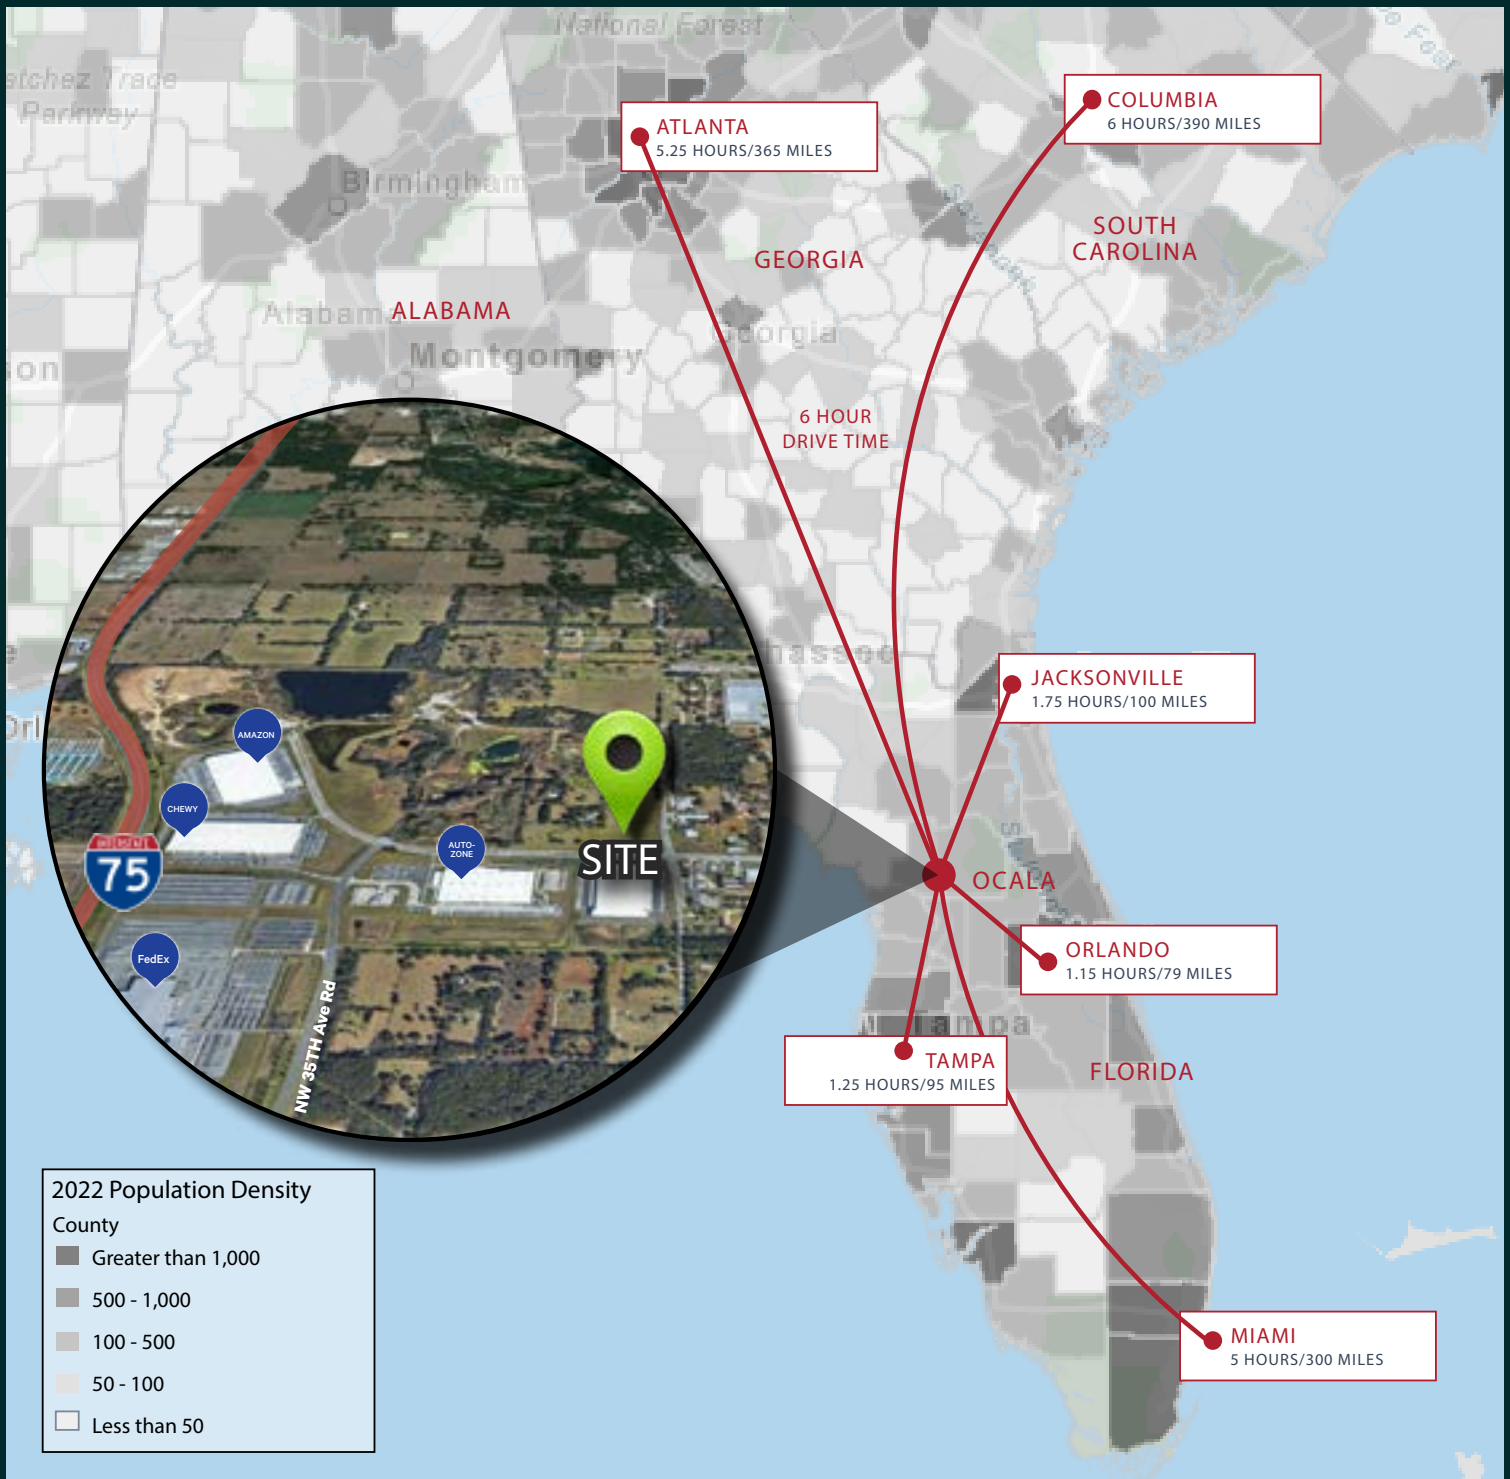 National Forest
Parkway
COLUMBIA
6 HOURS/390 MILES
ATLANTA
5.25 HOURS/365 MILES
Birmingham
SOUTH
CAROLINA
GEORGIA
Alabama
ALABAMA
Georgia
Montgomery
6 HOUR
DRIVE TIME
JACKSONVILLE
1.75 HOURS/100 MILES
AMAZON
CHEWY
AUTO-
ZONE
SITE
INTERSTATE
75
FedEx
NW 35TH Ave Rd
OCALA
ORLANDO
1.15 HOURS/79 MILES
Tampa
TAMPA
1.25 HOURS/95 MILES
FLORIDA
2022 Population Density
County
Greater than 1,000
500 - 1,000
100 - 500
50 - 100
Less than 50
MIAMI
5 HOURS/300 MILES